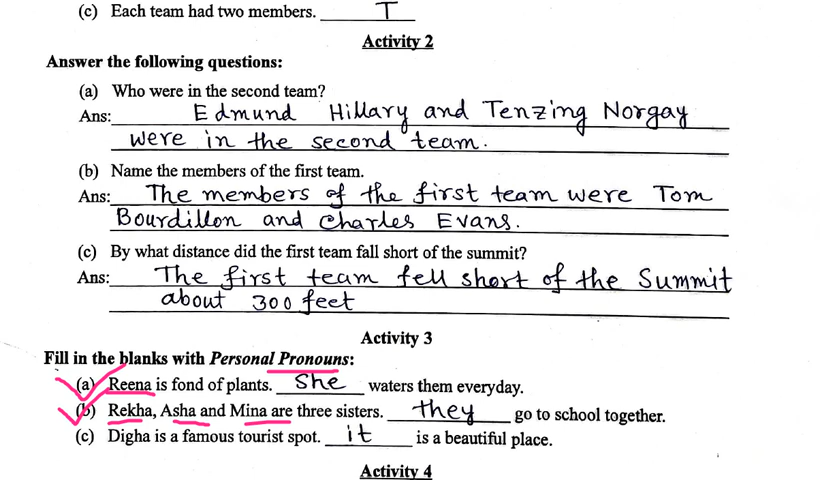 (c) Each team had two members. T
Activity 2
Answer the following questions:
(a) Who were in the second team?
Ans: Edmund Hillary and Tenzing Norgay
were in the second team.
(b) Name the members of the first team.
Ans: The members of the first team were Tom
Bourdillon and Charles Evans.
(c) By what distance did the first team fall short of the summit?
Ans: The first team fell short of the Summit
about 300 feet
Activity 3
Fill in the blanks with Personal Pronouns:
(a) Reena is fond of plants. She waters them everyday.
(b) Rekha, Asha and Mina are three sisters. they go to school together.
(c) Digha is a famous tourist spot. it is a beautiful place.
Activity 4